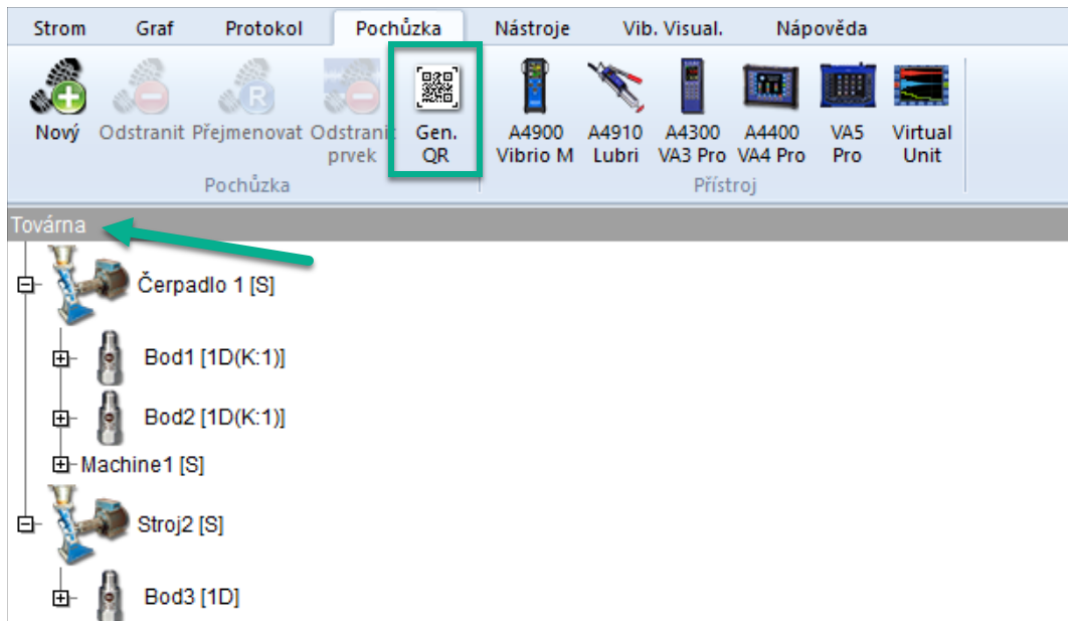 Strom Graf Protokol Pochůzka Nástroje Vib. Visual. Nápověda
Nový Odstranit Přejmenovat Odstranit Gen. A4900 A4910 A4300 A4400 VA5 Virtual
prvek QR Vibrio M Lubri VA3 Pro VA4 Pro Pro Unit
Pochůzka Přístroj
Továrna
Čerpadlo 1 [S]
Bod1 [1D(K:1)]
Bod2 [1D(K:1)]
Machine1 [S]
Stroj2 [S]
Bod3 [1D]